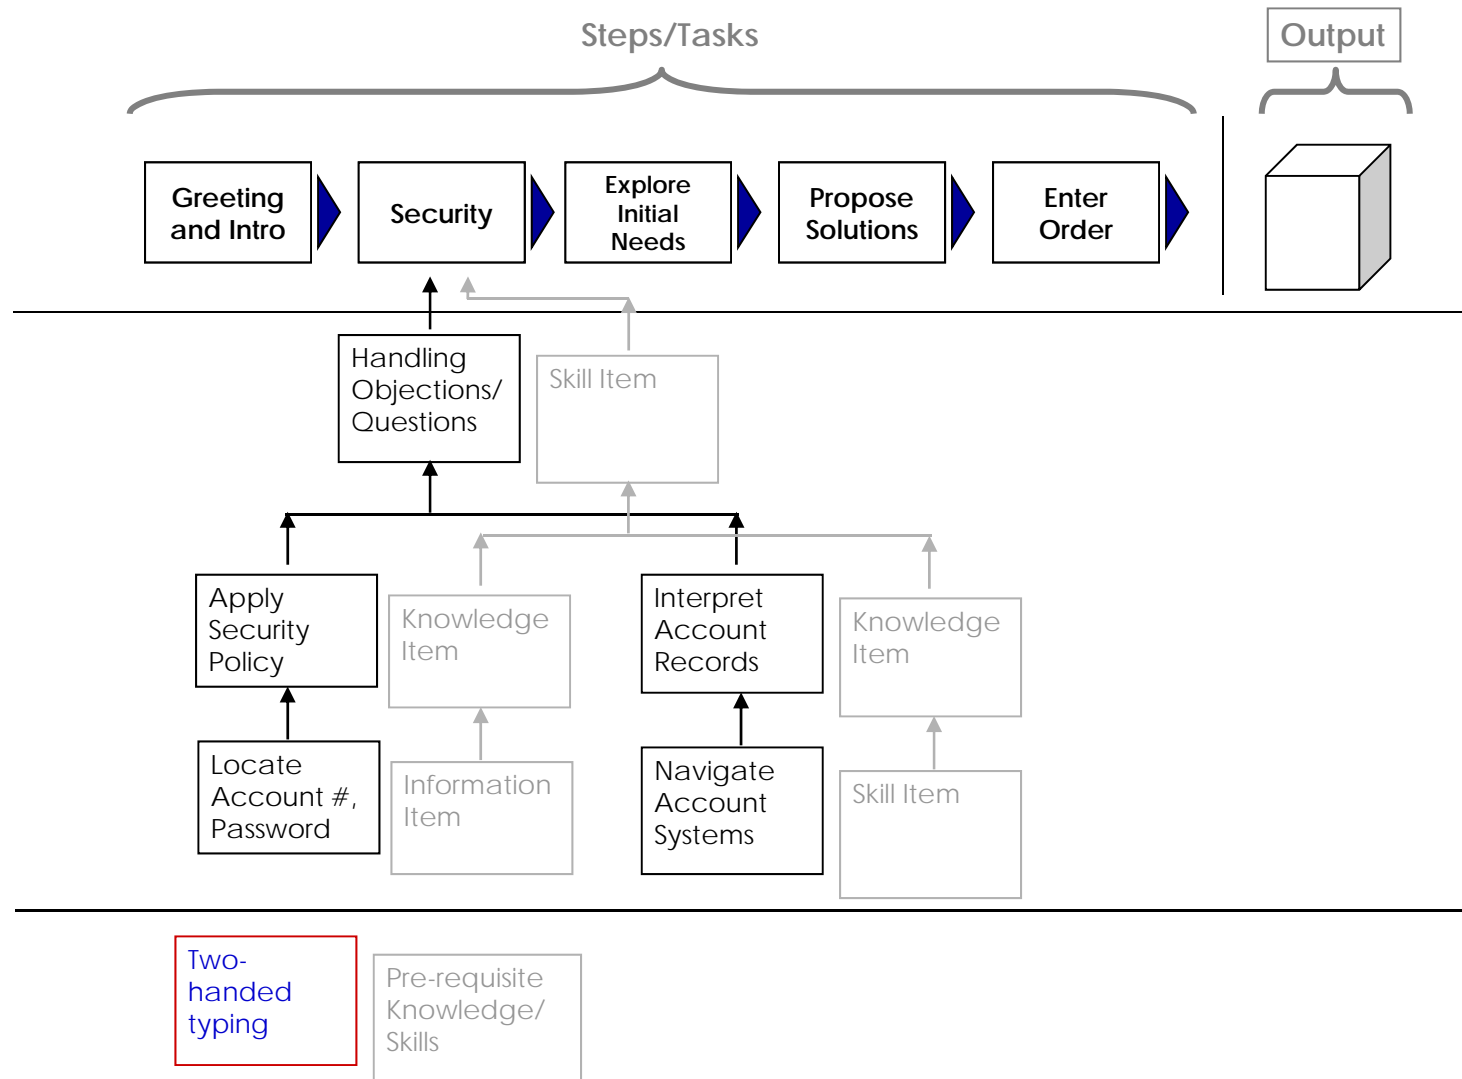 Steps/Tasks
Output
Greeting
and Intro
Security
Explore
Initial
Needs
Propose
Solutions
Enter
Order
Handling
Objections/
Questions
Skill Item
Apply
Security
Policy
Knowledge
Item
Interpret
Account
Records
Knowledge
Item
Locate
Account #,
Password
Information
Item
Navigate
Account
Systems
Skill Item
Two-
handed
typing
Pre-requisite
Knowledge/
Skills